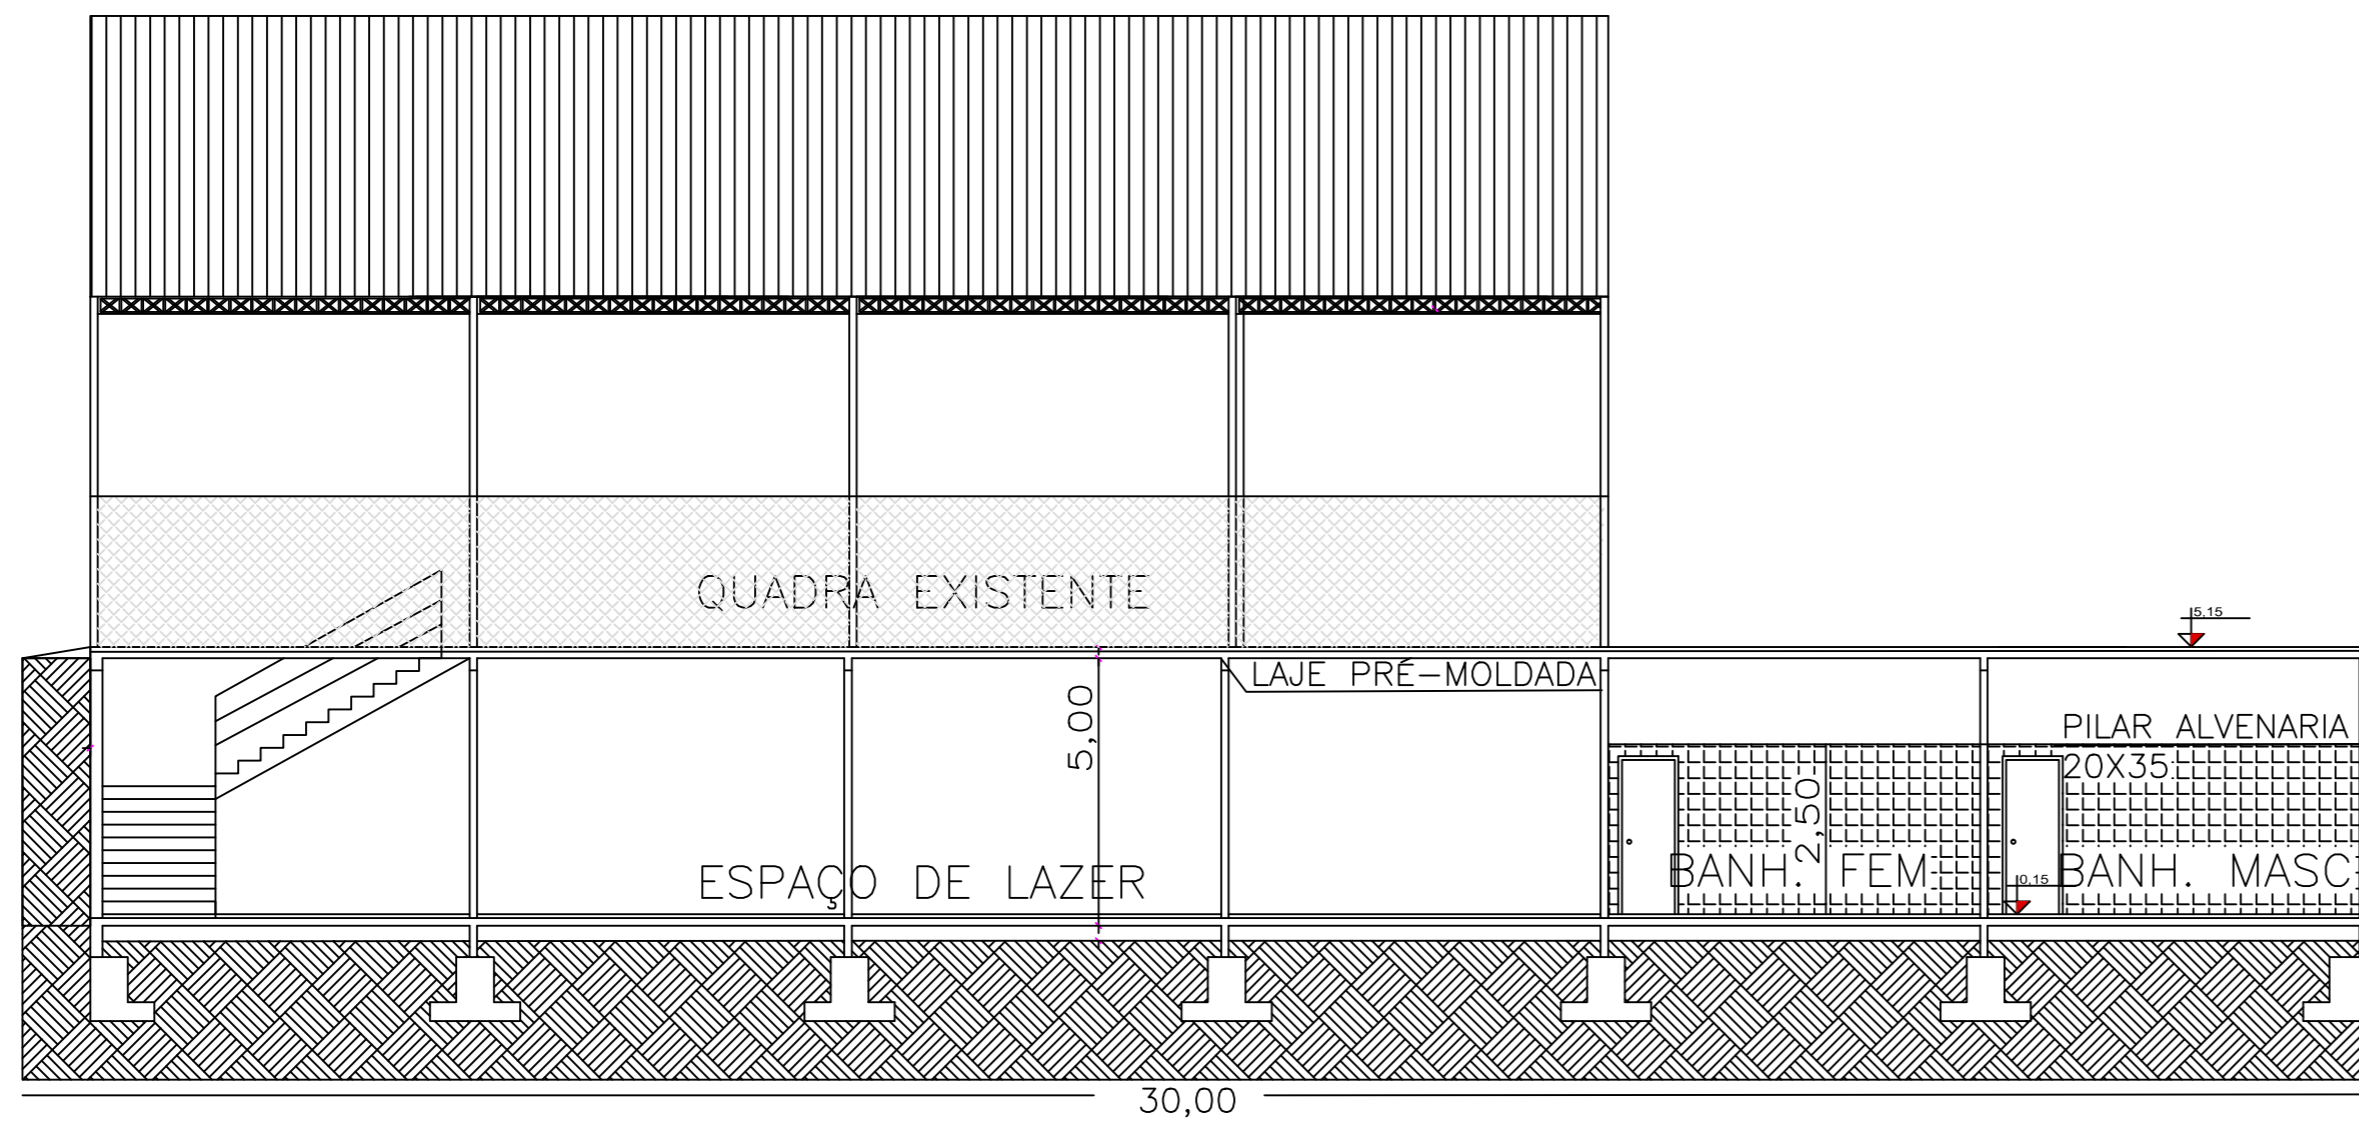 QUADRA EXISTENTE
5,15
LAJE PRÉ-MOLDADA
5,00
PILAR ALVENARIA
20X35
2,50
ESPAÇO DE LAZER
BANH. FEM
0,15
BANH. MASC
30,00